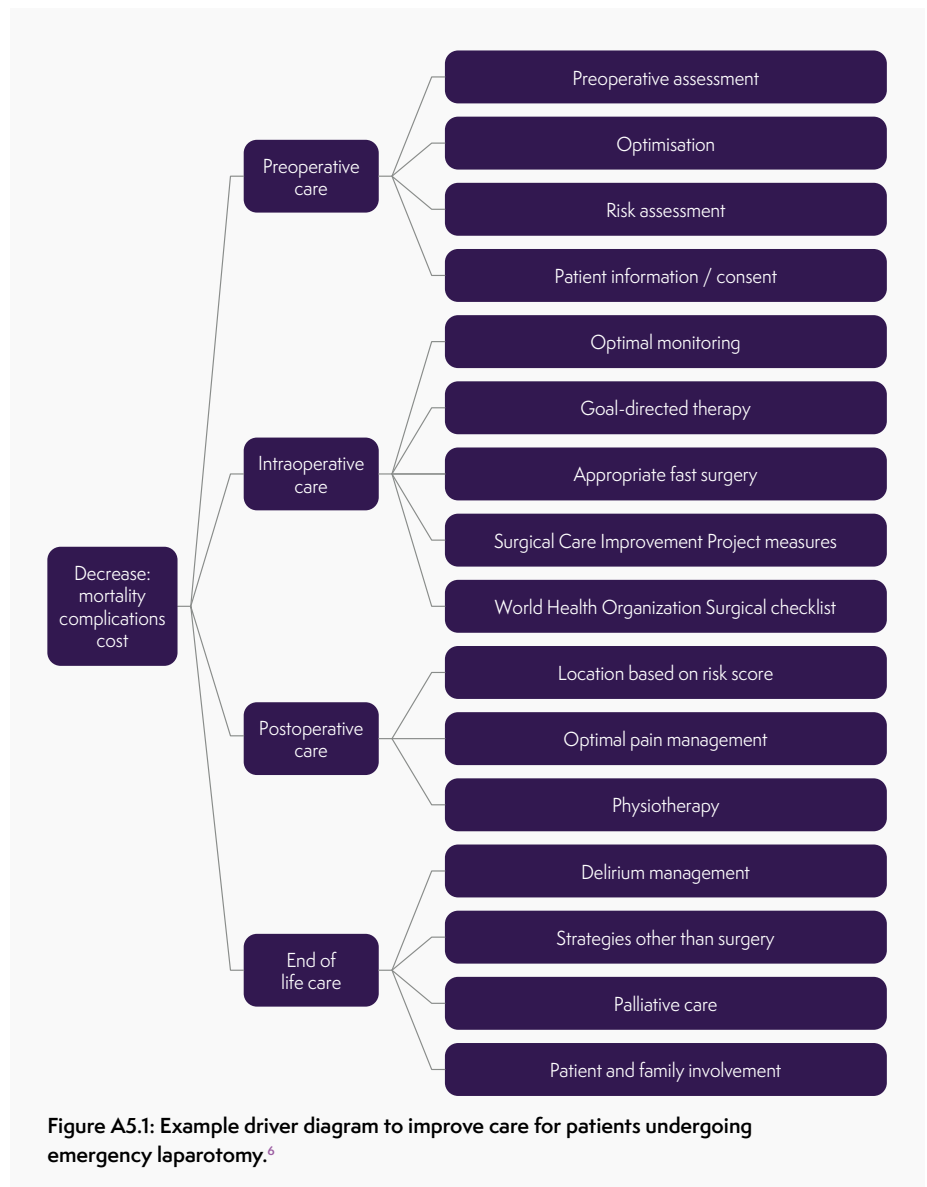 Preoperative assessment
Optimisation
Preoperative
care
Risk assessment
Patient information / consent
Optimal monitoring
Goal-directed therapy
Intraoperative
care
Appropriate fast surgery
Surgical Care Improvement Project measures
World Health Organization Surgical checklist
Decrease:
mortality
complications
cost
Location based on risk score
Postoperative
care
Optimal pain management
Physiotherapy
Delirium management
Strategies other than surgery
End of
life care
Palliative care
Patient and family involvement
Figure A5.1: Example driver diagram to improve care for patients undergoing
emergency laparotomy.6